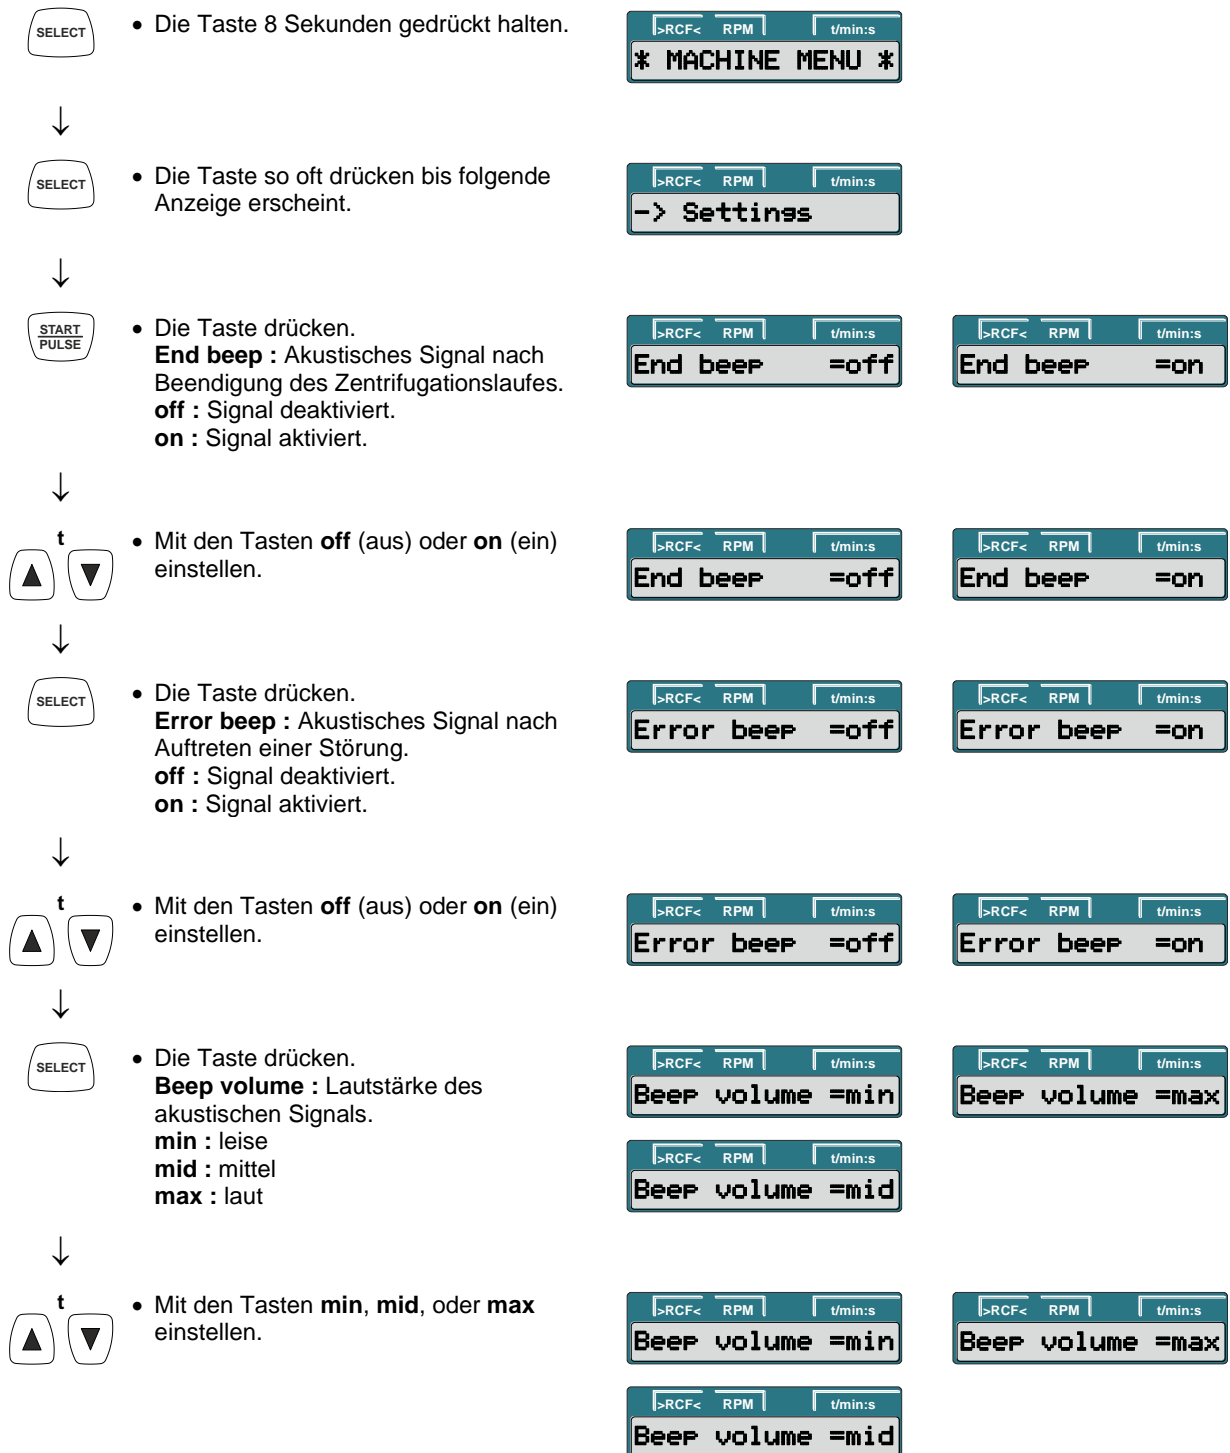 SELECT
• Die Taste 8 Sekunden gedrückt halten.
>RCF< RPM t/min:s
* MACHINE MENU *
↓
SELECT
• Die Taste so oft drücken bis folgende
Anzeige erscheint.
>RCF< RPM t/min:s
-> Settings
↓
START
PULSE
• Die Taste drücken.
End beep : Akustisches Signal nach
Beendigung des Zentrifugationslaufes.
off : Signal deaktiviert.
on : Signal aktiviert.
>RCF< RPM t/min:s
End beep =off
>RCF< RPM t/min:s
End beep =on
↓
t
▲ ▼
• Mit den Tasten off (aus) oder on (ein)
einstellen.
>RCF< RPM t/min:s
End beep =off
>RCF< RPM t/min:s
End beep =on
↓
SELECT
• Die Taste drücken.
Error beep : Akustisches Signal nach
Auftreten einer Störung.
off : Signal deaktiviert.
on : Signal aktiviert.
>RCF< RPM t/min:s
Error beep =off
>RCF< RPM t/min:s
Error beep =on
↓
t
▲ ▼
• Mit den Tasten off (aus) oder on (ein)
einstellen.
>RCF< RPM t/min:s
Error beep =off
>RCF< RPM t/min:s
Error beep =on
↓
SELECT
• Die Taste drücken.
Beep volume : Lautstärke des
akustischen Signals.
min : leise
mid : mittel
max : laut
>RCF< RPM t/min:s
Beep volume =min
>RCF< RPM t/min:s
Beep volume =max
>RCF< RPM t/min:s
Beep volume =mid
↓
t
▲ ▼
• Mit den Tasten min, mid, oder max
einstellen.
>RCF< RPM t/min:s
Beep volume =min
>RCF< RPM t/min:s
Beep volume =max
>RCF< RPM t/min:s
Beep volume =mid